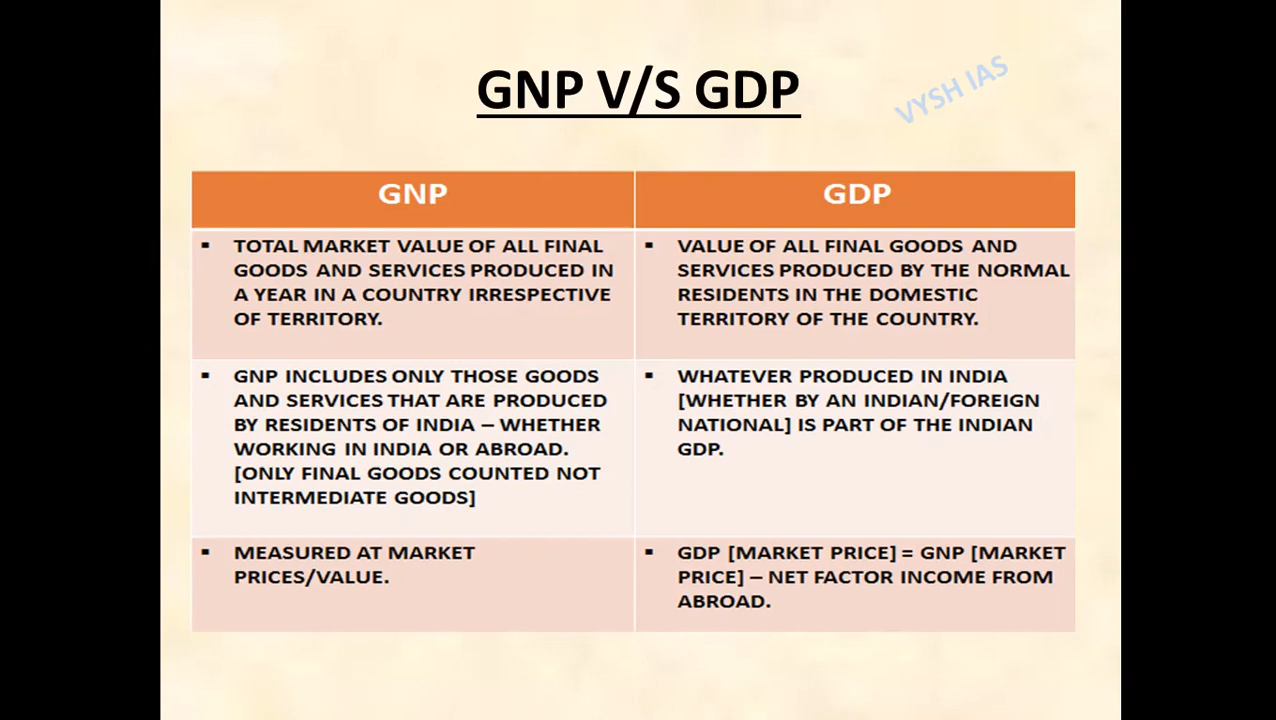 GNP V/S GDP
VYSH IAS
GNP
GDP
▪ TOTAL MARKET VALUE OF ALL FINAL
GOODS AND SERVICES PRODUCED IN
A YEAR IN A COUNTRY IRRESPECTIVE
OF TERRITORY.
▪ VALUE OF ALL FINAL GOODS AND
SERVICES PRODUCED BY THE NORMAL
RESIDENTS IN THE DOMESTIC
TERRITORY OF THE COUNTRY.
▪ GNP INCLUDES ONLY THOSE GOODS
AND SERVICES THAT ARE PRODUCED
BY RESIDENTS OF INDIA – WHETHER
WORKING IN INDIA OR ABROAD.
[ONLY FINAL GOODS COUNTED NOT
INTERMEDIATE GOODS]
▪ WHATEVER PRODUCED IN INDIA
[WHETHER BY AN INDIAN/FOREIGN
NATIONAL] IS PART OF THE INDIAN
GDP.
▪ MEASURED AT MARKET
PRICES/VALUE.
▪ GDP [MARKET PRICE] = GNP [MARKET
PRICE] – NET FACTOR INCOME FROM
ABROAD.